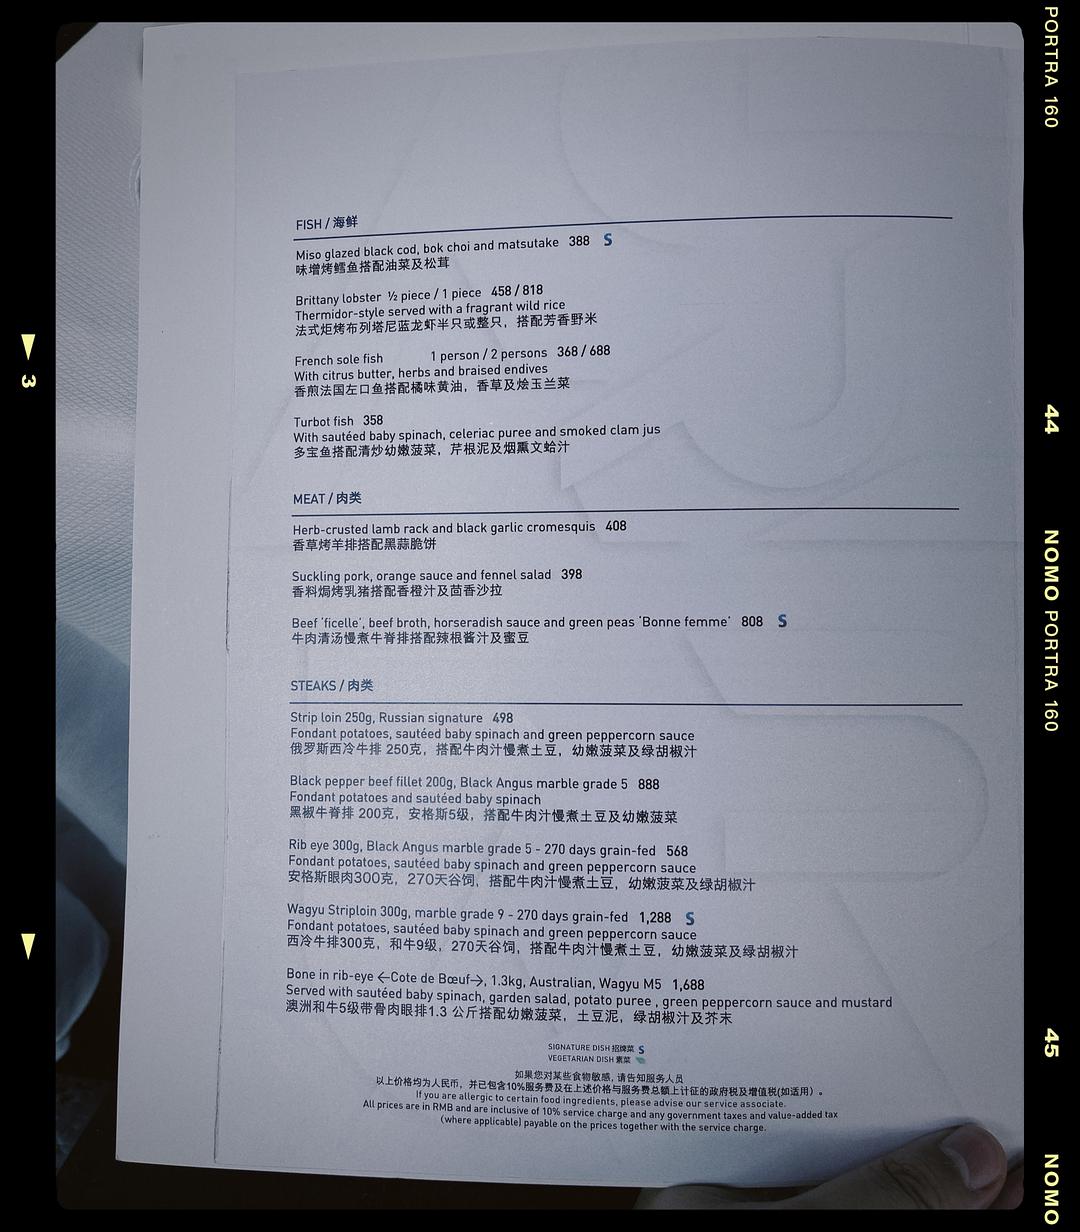 FISH / 海鲜
Miso glazed black cod, bok choi and matsutake 388 S
味增烤鳕鱼搭配油菜及松茸
Brittany lobster ½ piece / 1 piece 458 / 818
Thermidor-style served with a fragrant wild rice
法式炬烤布列塔尼蓝龙虾半只或整只，搭配芳香野米
French sole fish 1 person / 2 persons 368 / 688
With citrus butter, herbs and braised endives
香煎法国左口鱼搭配橘味黄油，香草及烩玉兰菜
Turbot fish 358
With sautéed baby spinach, celeriac puree and smoked clam jus
多宝鱼搭配清炒幼嫩菠菜，芹根泥及烟熏文蛤汁
MEAT / 肉类
Herb-crusted lamb rack and black garlic cromesquis 408
香草烤羊排搭配黑蒜脆饼
Suckling pork, orange sauce and fennel salad 398
香料焗烤乳猪搭配香橙汁及茴香沙拉
Beef 'ficelle', beef broth, horseradish sauce and green peas 'Bonne femme' 808 S
牛肉清汤慢煮牛脊排搭配辣根酱汁及蜜豆
STEAKS / 肉类
Strip loin 250g, Russian signature 498
Fondant potatoes, sautéed baby spinach and green peppercorn sauce
俄罗斯西冷牛排 250克，搭配牛肉汁慢煮土豆，幼嫩菠菜及绿胡椒汁
Black pepper beef fillet 200g, Black Angus marble grade 5 888
Fondant potatoes and sautéed baby spinach
黑椒牛脊排 200克，安格斯5级，搭配牛肉汁慢煮土豆及幼嫩菠菜
Rib eye 300g, Black Angus marble grade 5 - 270 days grain-fed 568
Fondant potatoes, sautéed baby spinach and green peppercorn sauce
安格斯眼肉300克，270天谷饲，搭配牛肉汁慢煮土豆，幼嫩菠菜及绿胡椒汁
Wagyu Striploin 300g, marble grade 9 - 270 days grain-fed 1,288 S
Fondant potatoes, sautéed baby spinach and green peppercorn sauce
西冷牛排300克，和牛9级，270天谷饲，搭配牛肉汁慢煮土豆，幼嫩菠菜及绿胡椒汁
Bone in rib-eye ←Cote de Bœuf→, 1.3kg, Australian, Wagyu M5 1,688
Served with sautéed baby spinach, garden salad, potato puree , green peppercorn sauce and mustard
澳洲和牛5级带骨肉眼排1.3 公斤搭配幼嫩菠菜，土豆泥，绿胡椒汁及芥末
SIGNATURE DISH 招牌菜 S
VEGETARIAN DISH 素菜
如果您对某些食物敏感，请告知服务人员
以上价格均为人民币，并已包含10%服务费及在上述价格与服务费总额上计征的政府税及增值税(如适用）。
If you are allergic to certain food ingredients, please advise our service associate.
All prices are in RMB and are inclusive of 10% service charge and any government taxes and value-added tax
(where applicable) payable on the prices together with the service charge.
3
PORTRA 160
44
NOMO PORTRA 160
45
NOMO